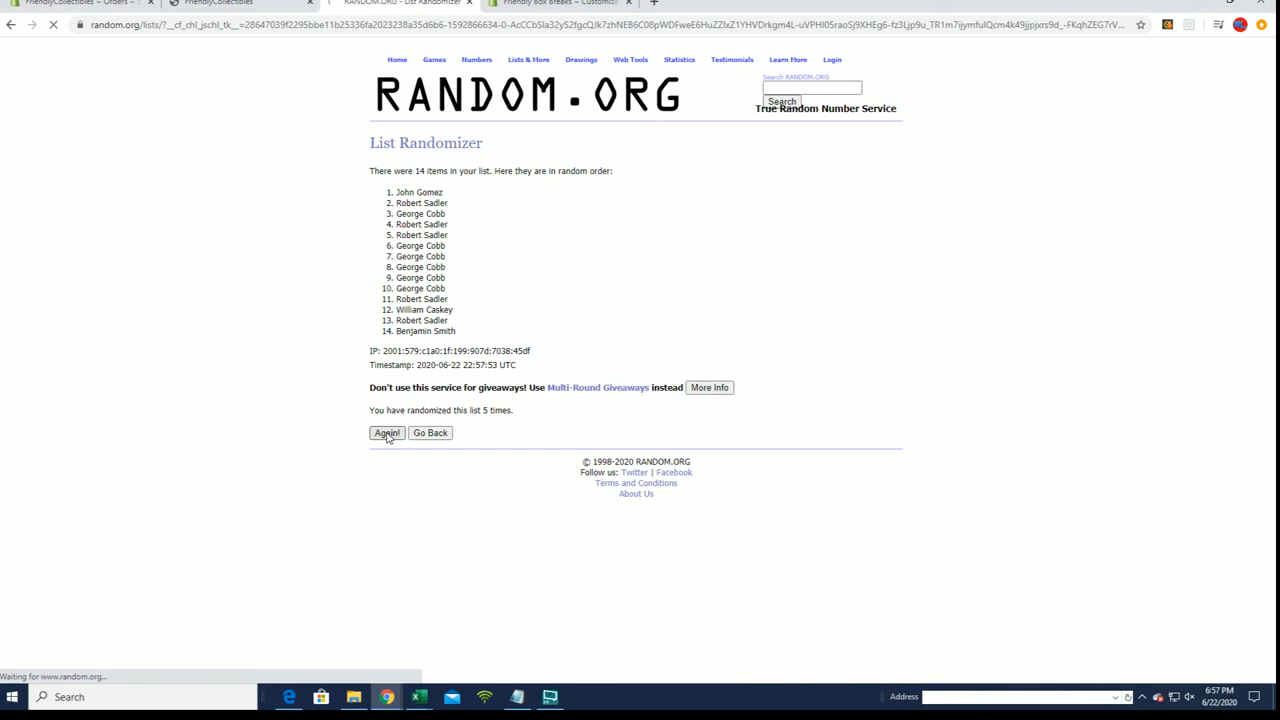 FriendlyCollectibles ~ Orders ~ S
FriendlyCollectibles
RANDOM.ORG - List Randomizer
Friendly Box Breaks ~ Customize
random.org/lists/?__cf_chl_jschl_tk__=
Home Games Numbers Lists & More Drawings Web Tools Statistics Testimonials Learn More Login
RANDOM.ORG
Search RANDOM.ORG
Search
True Random Number Service
List Randomizer
There were 14 items in your list. Here they are in random order:
1. John Gomez
2. Robert Sadler
3. George Cobb
4. Robert Sadler
5. Robert Sadler
6. George Cobb
7. George Cobb
8. George Cobb
9. George Cobb
10. George Cobb
11. Robert Sadler
12. William Caskey
13. Robert Sadler
14. Benjamin Smith
IP: 2001:579:c1a0:1f:199:907d:7038:45df
Timestamp: 2020-06-22 22:57:53 UTC
Don't use this service for giveaways! Use Multi-Round Giveaways instead More Info
You have randomized this list 5 times.
Again! Go Back
© 1998-2020 RANDOM.ORG
Follow us: Twitter | Facebook
Terms and Conditions
About Us
Waiting for www.random.org...
Search
Address
6:57 PM
6/22/2020